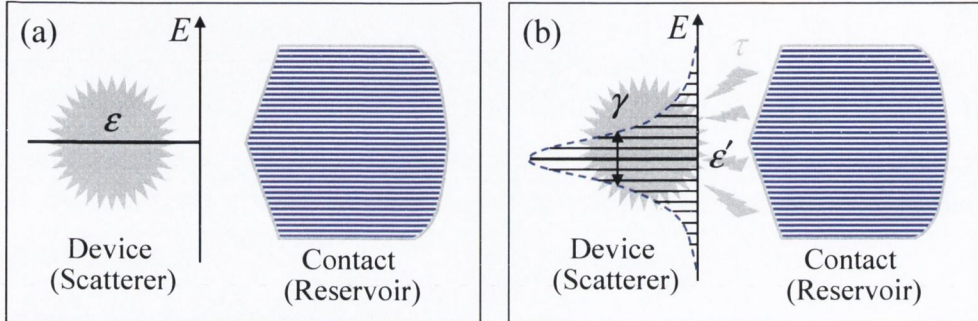 (a)
E
ε
Device
(Scatterer)
Contact
(Reservoir)
(b)
E
τ
γ
ε′
Device
(Scatterer)
Contact
(Reservoir)